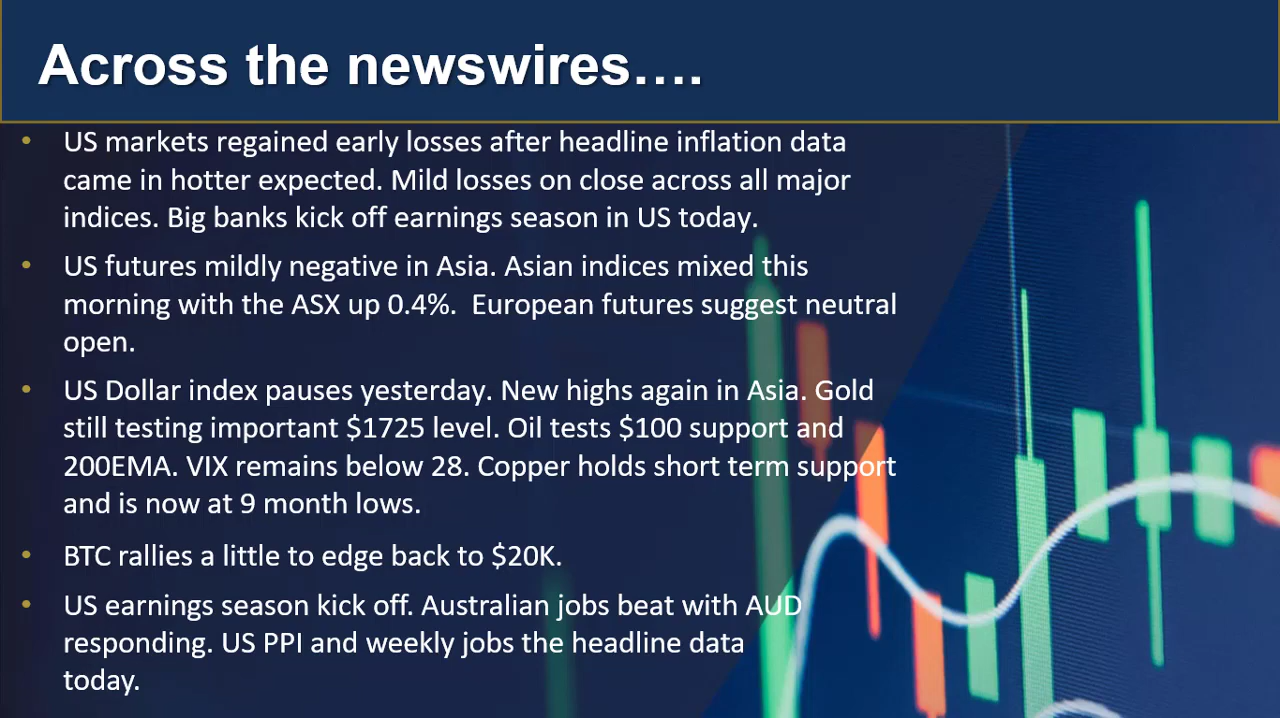 Across the newswires….
• US markets regained early losses after headline inflation data
came in hotter expected. Mild losses on close across all major
indices. Big banks kick off earnings season in US today.
• US futures mildly negative in Asia. Asian indices mixed this
morning with the ASX up 0.4%.  European futures suggest neutral
open.
• US Dollar index pauses yesterday. New highs again in Asia. Gold
still testing important $1725 level. Oil tests $100 support and
200EMA. VIX remains below 28. Copper holds short term support
and is now at 9 month lows.
• BTC rallies a little to edge back to $20K.
• US earnings season kick off. Australian jobs beat with AUD
responding. US PPI and weekly jobs the headline data
today.